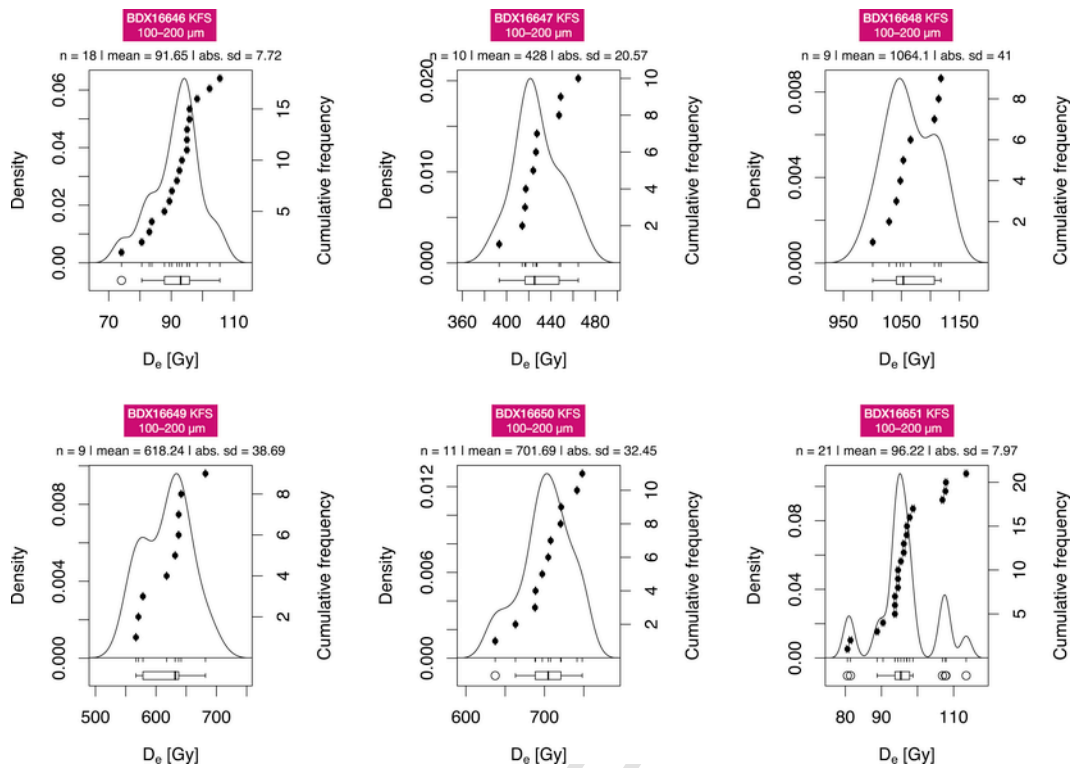 BDX16646 KFS
100–200 µm
n = 18 | mean = 91.65 | abs. sd = 7.72
Density
0.00 0.02 0.04 0.06
5 10 15
Cumulative frequency
70 90 110
De [Gy]
BDX16647 KFS
100–200 µm
n = 10 | mean = 428 | abs. sd = 20.57
Density
0.000 0.010 0.020
2 4 6 8 10
Cumulative frequency
360 400 440 480
De [Gy]
BDX16648 KFS
100–200 µm
n = 9 | mean = 1064.1 | abs. sd = 41
Density
0.000 0.004 0.008
2 4 6 8
Cumulative frequency
950 1050 1150
De [Gy]
BDX16649 KFS
100–200 µm
n = 9 | mean = 618.24 | abs. sd = 38.69
Density
0.000 0.004 0.008
2 4 6 8
Cumulative frequency
500 600 700
De [Gy]
BDX16650 KFS
100–200 µm
n = 11 | mean = 701.69 | abs. sd = 32.45
Density
0.000 0.006 0.012
2 4 6 8 10
Cumulative frequency
600 700
De [Gy]
BDX16651 KFS
100–200 µm
n = 21 | mean = 96.22 | abs. sd = 7.97
Density
0.00 0.04 0.08
5 10 15 20
Cumulative frequency
80 90 110
De [Gy]